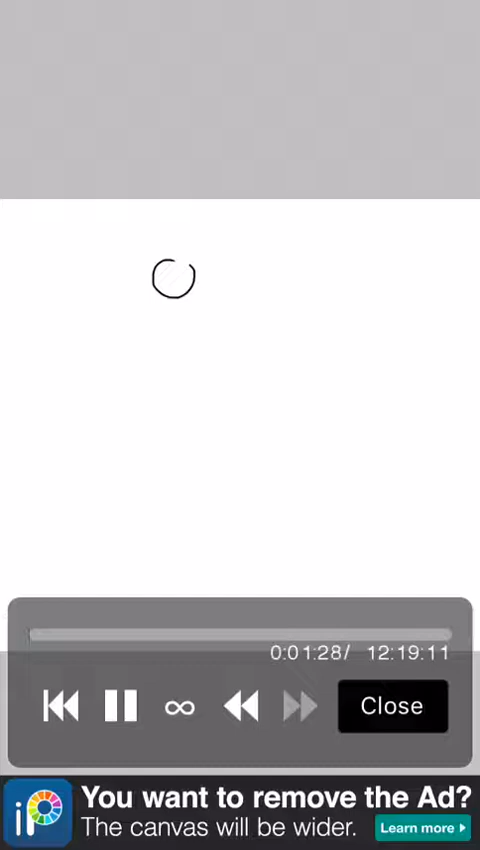 0:01:28/ 12:19:11
Close
iP
You want to remove the Ad?
The canvas will be wider.
Learn more